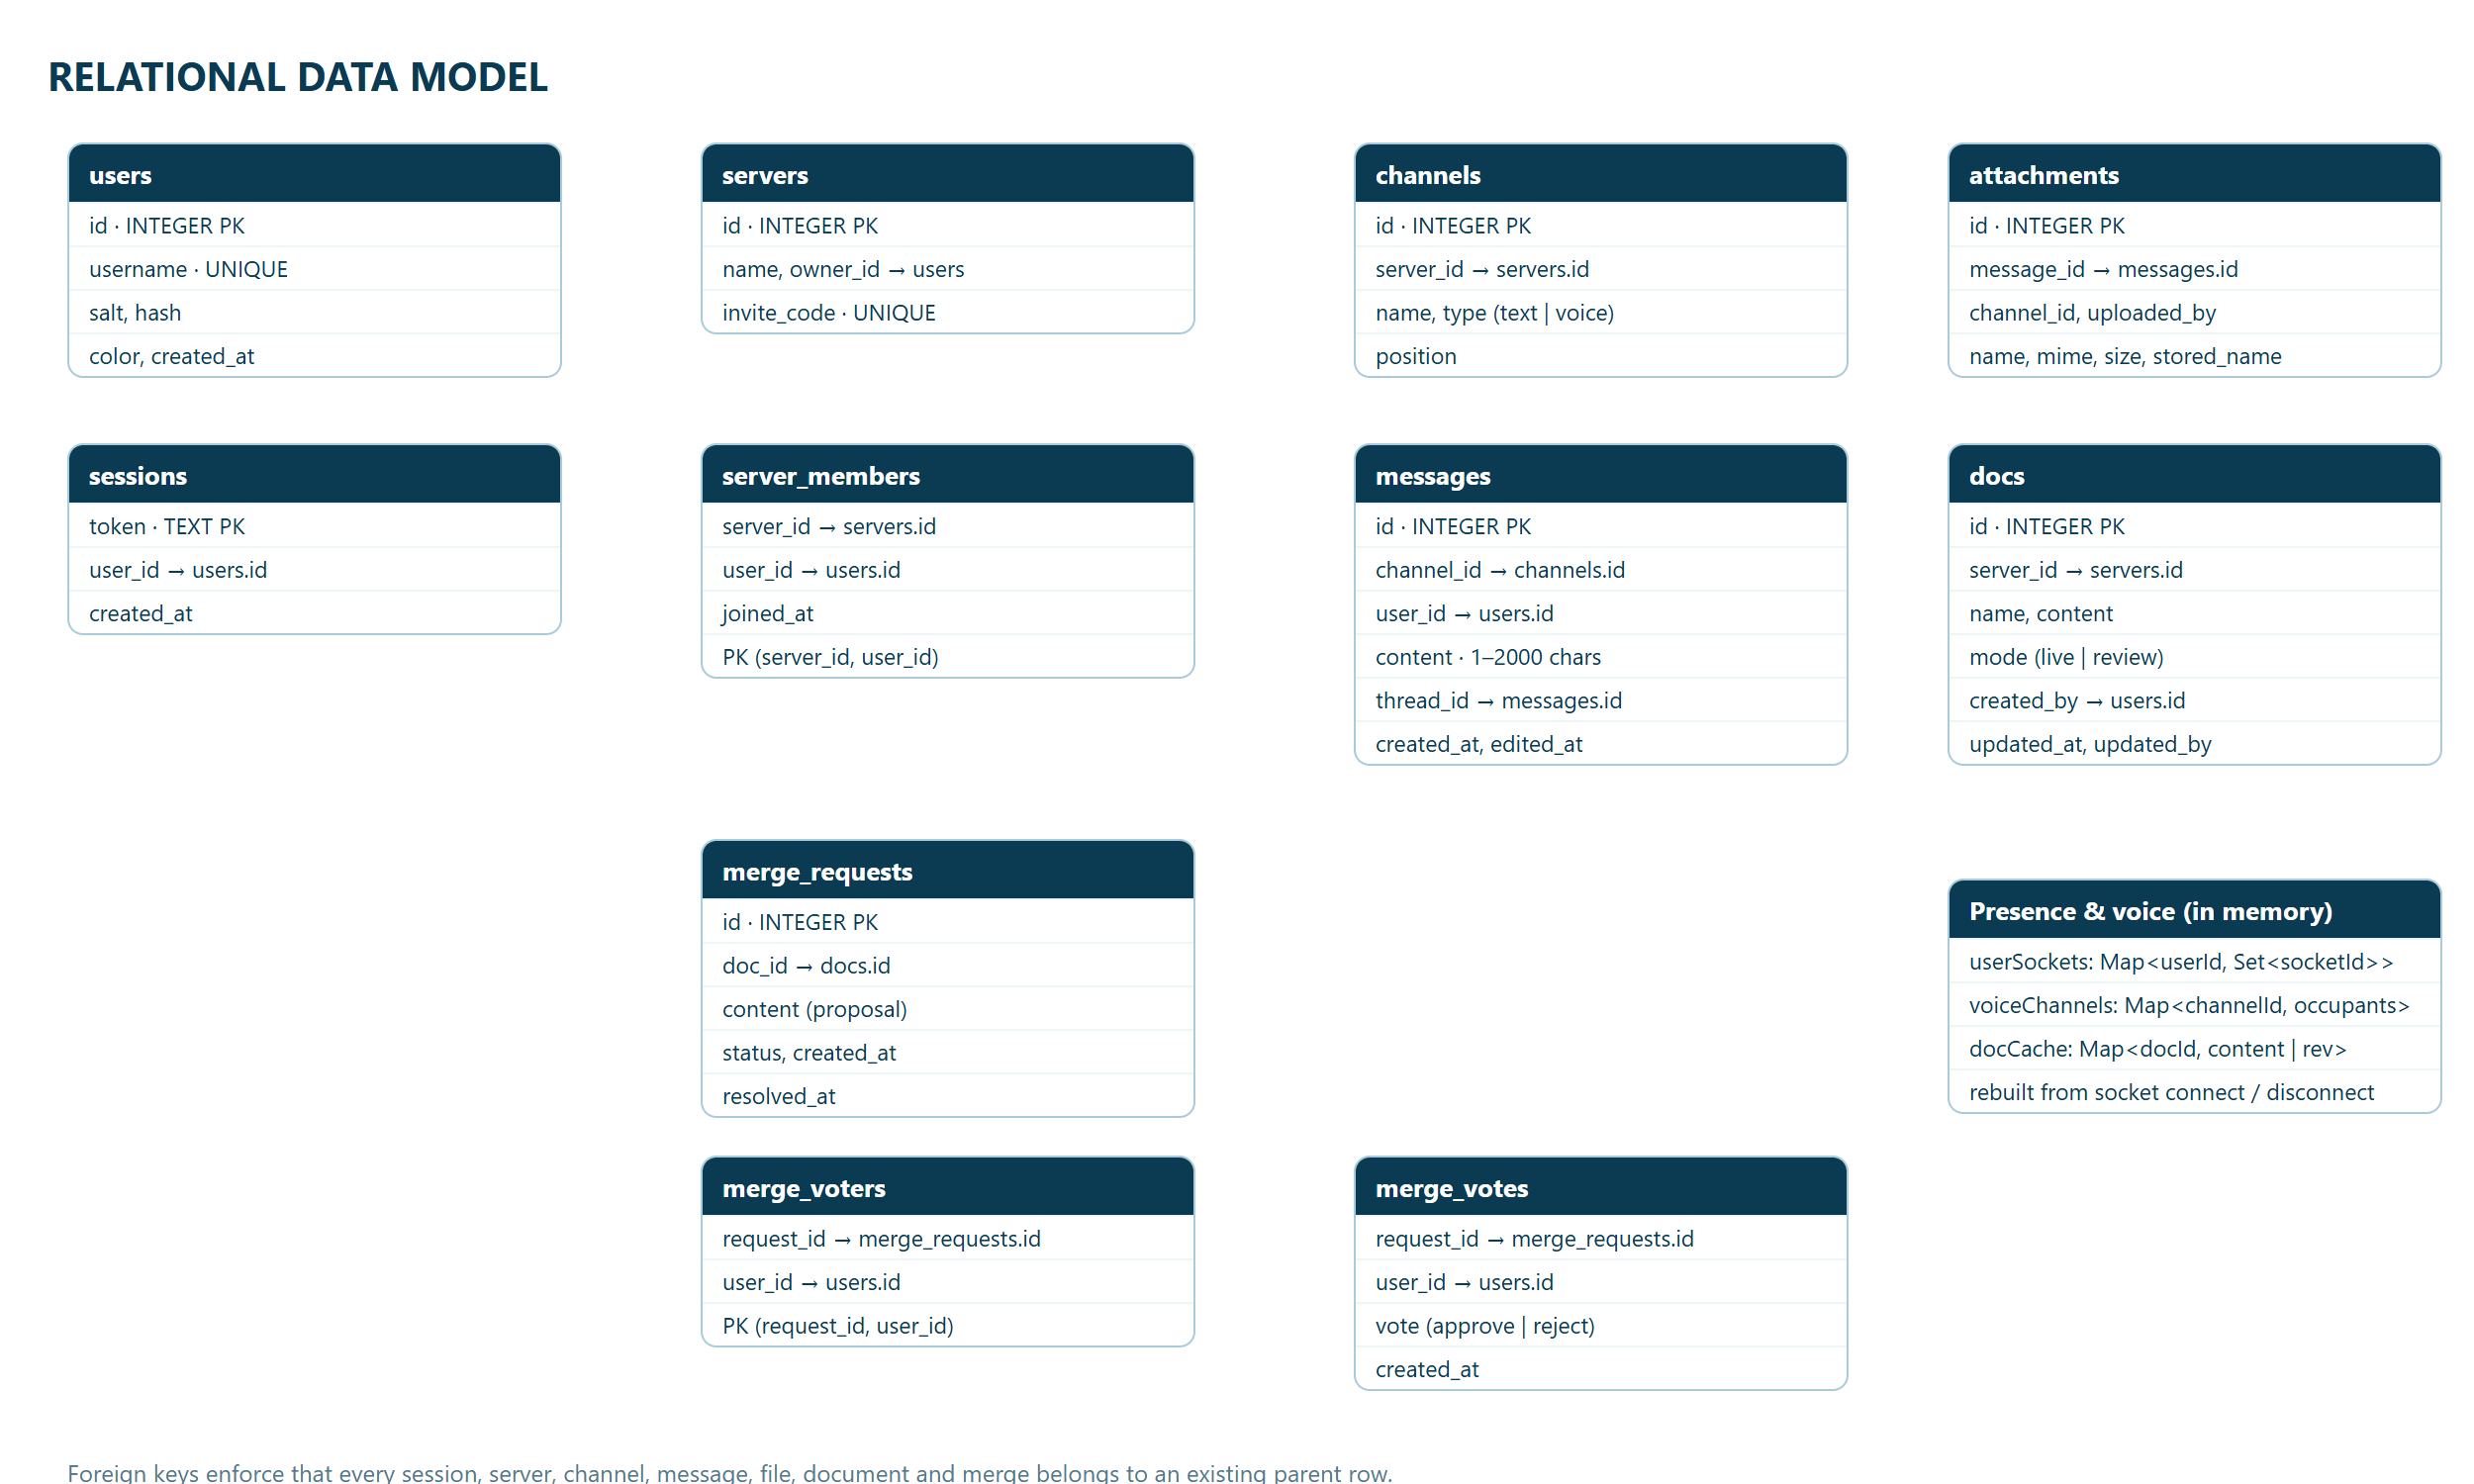 RELATIONAL DATA MODEL
users
id · INTEGER PK
username · UNIQUE
salt, hash
color, created_at
servers
id · INTEGER PK
name, owner_id → users
invite_code · UNIQUE
channels
id · INTEGER PK
server_id → servers.id
name, type (text | voice)
position
attachments
id · INTEGER PK
message_id → messages.id
channel_id, uploaded_by
name, mime, size, stored_name
sessions
token · TEXT PK
user_id → users.id
created_at
server_members
server_id → servers.id
user_id → users.id
joined_at
PK (server_id, user_id)
messages
id · INTEGER PK
channel_id → channels.id
user_id → users.id
content · 1–2000 chars
thread_id → messages.id
created_at, edited_at
docs
id · INTEGER PK
server_id → servers.id
name, content
mode (live | review)
created_by → users.id
updated_at, updated_by
merge_requests
id · INTEGER PK
doc_id → docs.id
content (proposal)
status, created_at
resolved_at
Presence & voice (in memory)
userSockets: Map<userId, Set<socketId>>
voiceChannels: Map<channelId, occupants>
docCache: Map<docId, content | rev>
rebuilt from socket connect / disconnect
merge_voters
request_id → merge_requests.id
user_id → users.id
PK (request_id, user_id)
merge_votes
request_id → merge_requests.id
user_id → users.id
vote (approve | reject)
created_at
Foreign keys enforce that every session, server, channel, message, file, document and merge belongs to an existing parent row.